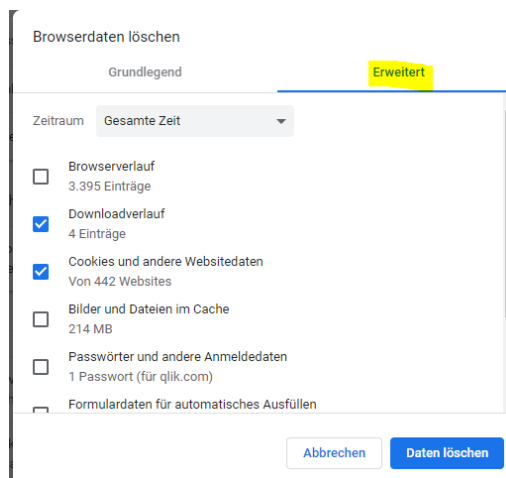 Browserdaten löschen
Grundlegend
Erweitert
Zeitraum Gesamte Zeit
Browserverlauf
3.395 Einträge
Downloadverlauf
4 Einträge
Cookies und andere Websitedaten
Von 442 Websites
Bilder und Dateien im Cache
214 MB
Passwörter und andere Anmeldedaten
1 Passwort (für qlik.com)
Formulardaten für automatisches Ausfüllen
Abbrechen
Daten löschen